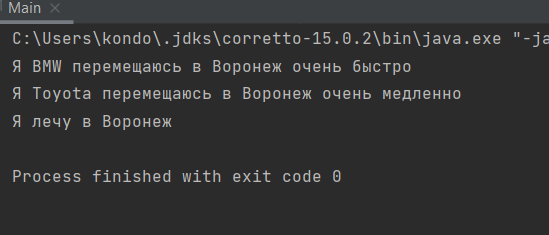 Main
C:\Users\kondo\.jdks\corretto-15.0.2\bin\java.exe "-ja
Я BMW перемещаюсь в Воронеж очень быстро
Я Toyota перемещаюсь в Воронеж очень медленно
Я лечу в Воронеж
Process finished with exit code 0